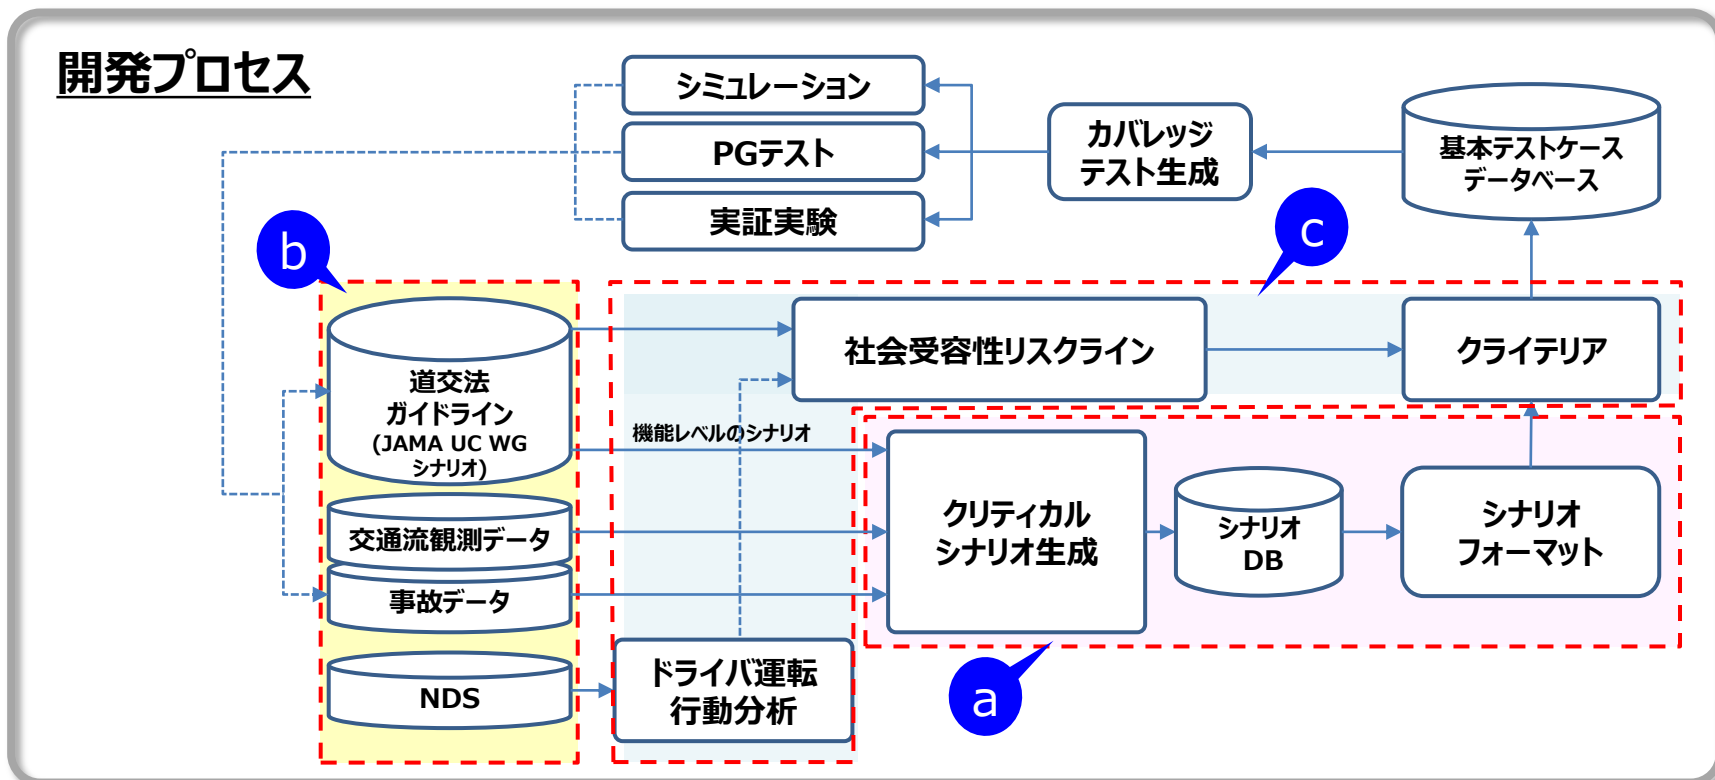 開発プロセス
シミュレーション
PGテスト
実証実験
カバレッジ
テスト生成
基本テストケース
データベース
b
c
道交法
ガイドライン
(JAMA UC WG
シナリオ)
社会受容性リスクライン
クライテリア
機能レベルのシナリオ
交通流観測データ
事故データ
NDS
クリティカル
シナリオ生成
シナリオ
DB
シナリオ
フォーマット
ドライバ運転
行動分析
a